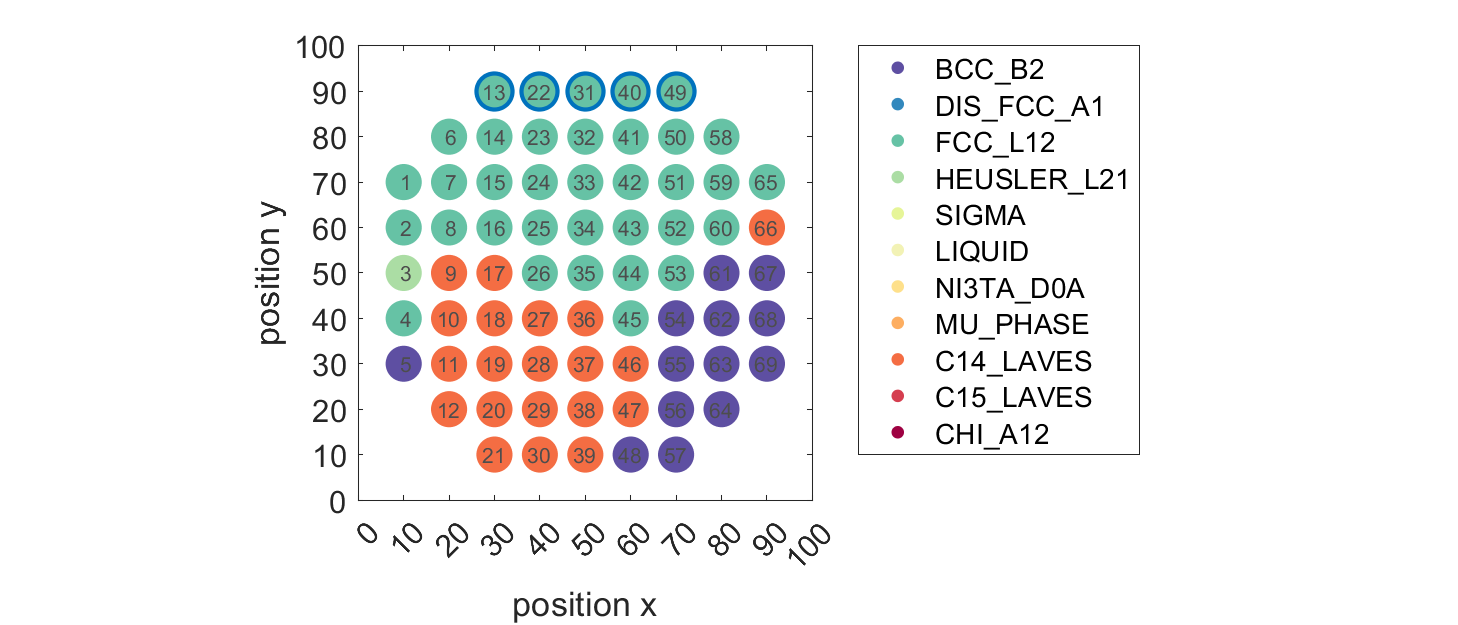 100
90
80
70
60
50
40
30
20
10
0
13 22 31 40 49
6 14 23 32 41 50 58
1 7 15 24 33 42 51 59 65
2 8 16 25 34 43 52 60 66
3 9 17 26 35 44 53 61 67
4 10 18 27 36 45 54 62 68
5 11 19 28 37 46 55 63 69
12 20 29 38 47 56 64
21 30 39 48 57
0 10 20 30 40 50 60 70 80 90 100
position x
position y
BCC_B2
DIS_FCC_A1
FCC_L12
HEUSLER_L21
SIGMA
LIQUID
NI3TA_D0A
MU_PHASE
C14_LAVES
C15_LAVES
CHI_A12